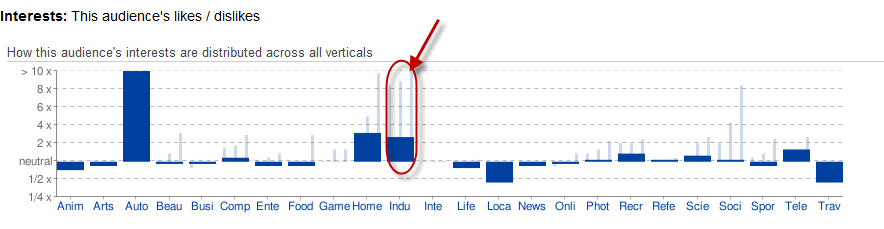 Interests: This audience's likes / dislikes
How this audience's interests are distributed across all verticals
> 10 x
8 x
6 x
4 x
2 x
neutral
1/2 x
1/4 x
Anim Arts Auto Beau Busi Comp Ente Food Game Home Indu Inte Life Loca News Onli Phot Recr Refe Scie Soci Spor Tele Trav